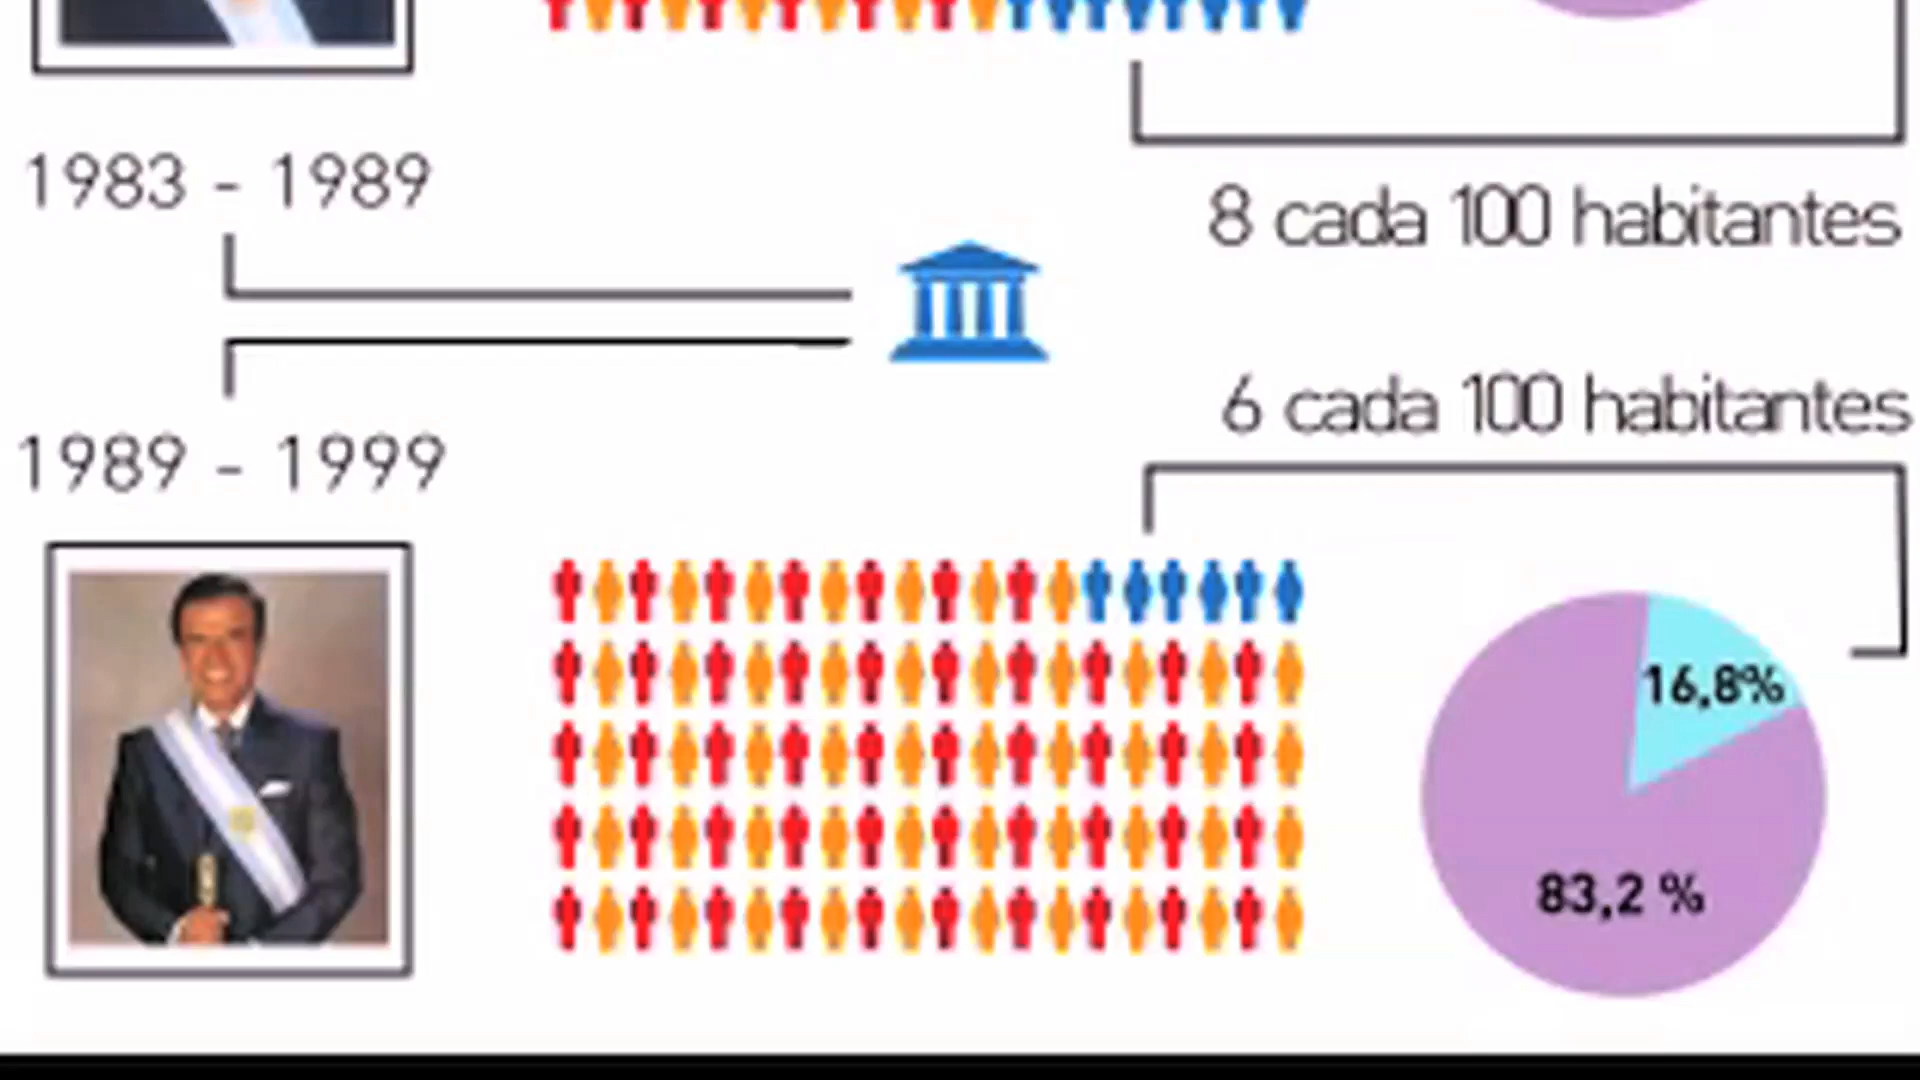 1983 - 1989
8 cada 100 habitantes
6 cada 100 habitantes
1989 - 1999
16,8%
83,2 %